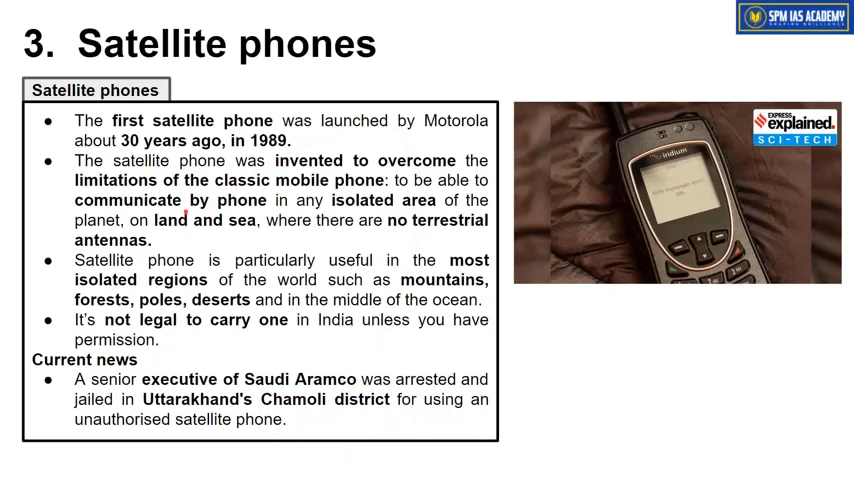 SPM IAS ACADEMY
SHAPING BRILLIANCE
3. Satellite phones
Satellite phones
● The first satellite phone was launched by Motorola
about 30 years ago, in 1989.
● The satellite phone was invented to overcome the
limitations of the classic mobile phone: to be able to
communicate by phone in any isolated area of the
planet, on land and sea, where there are no terrestrial
antennas.
● Satellite phone is particularly useful in the most
isolated regions of the world such as mountains,
forests, poles, deserts and in the middle of the ocean.
● It's not legal to carry one in India unless you have
permission.
Current news
● A senior executive of Saudi Aramco was arrested and
jailed in Uttarakhand's Chamoli district for using an
unauthorised satellite phone.
EXPRESS
explained.
SCI-TECH
iridium